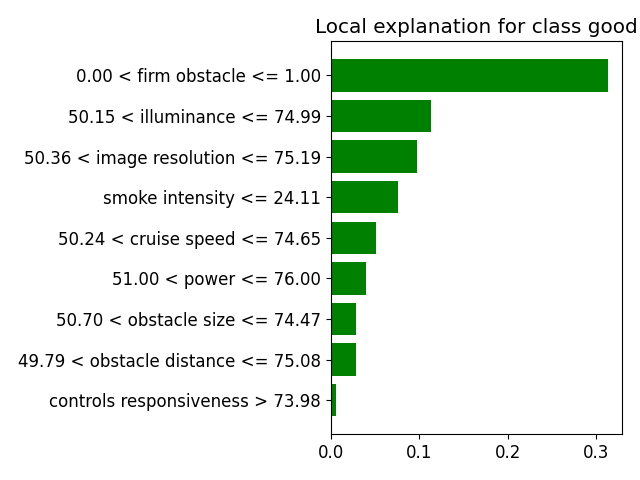 Local explanation for class good
0.00 < firm obstacle <= 1.00
50.15 < illuminance <= 74.99
50.36 < image resolution <= 75.19
smoke intensity <= 24.11
50.24 < cruise speed <= 74.65
51.00 < power <= 76.00
50.70 < obstacle size <= 74.47
49.79 < obstacle distance <= 75.08
controls responsiveness > 73.98
0.0 0.1 0.2 0.3